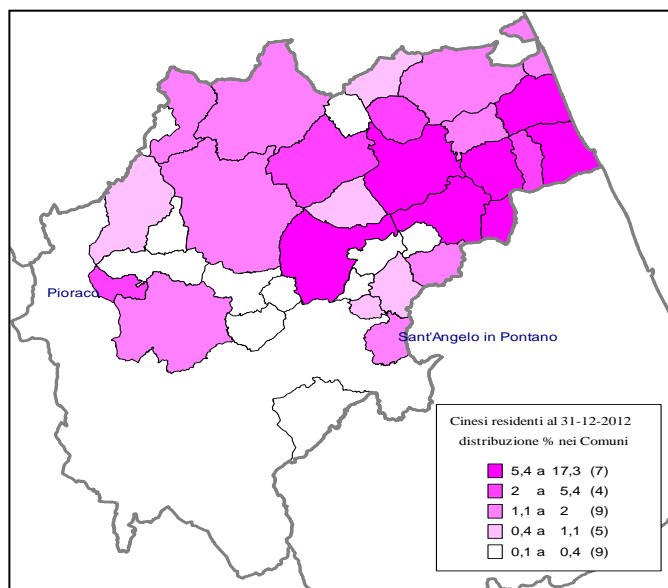 Pioraco
Sant'Angelo in Pontano
Cinesi residenti al 31-12-2012
distribuzione % nei Comuni
5,4 a 17,3 (7)
2 a 5,4 (4)
1,1 a 2 (9)
0,4 a 1,1 (5)
0,1 a 0,4 (9)